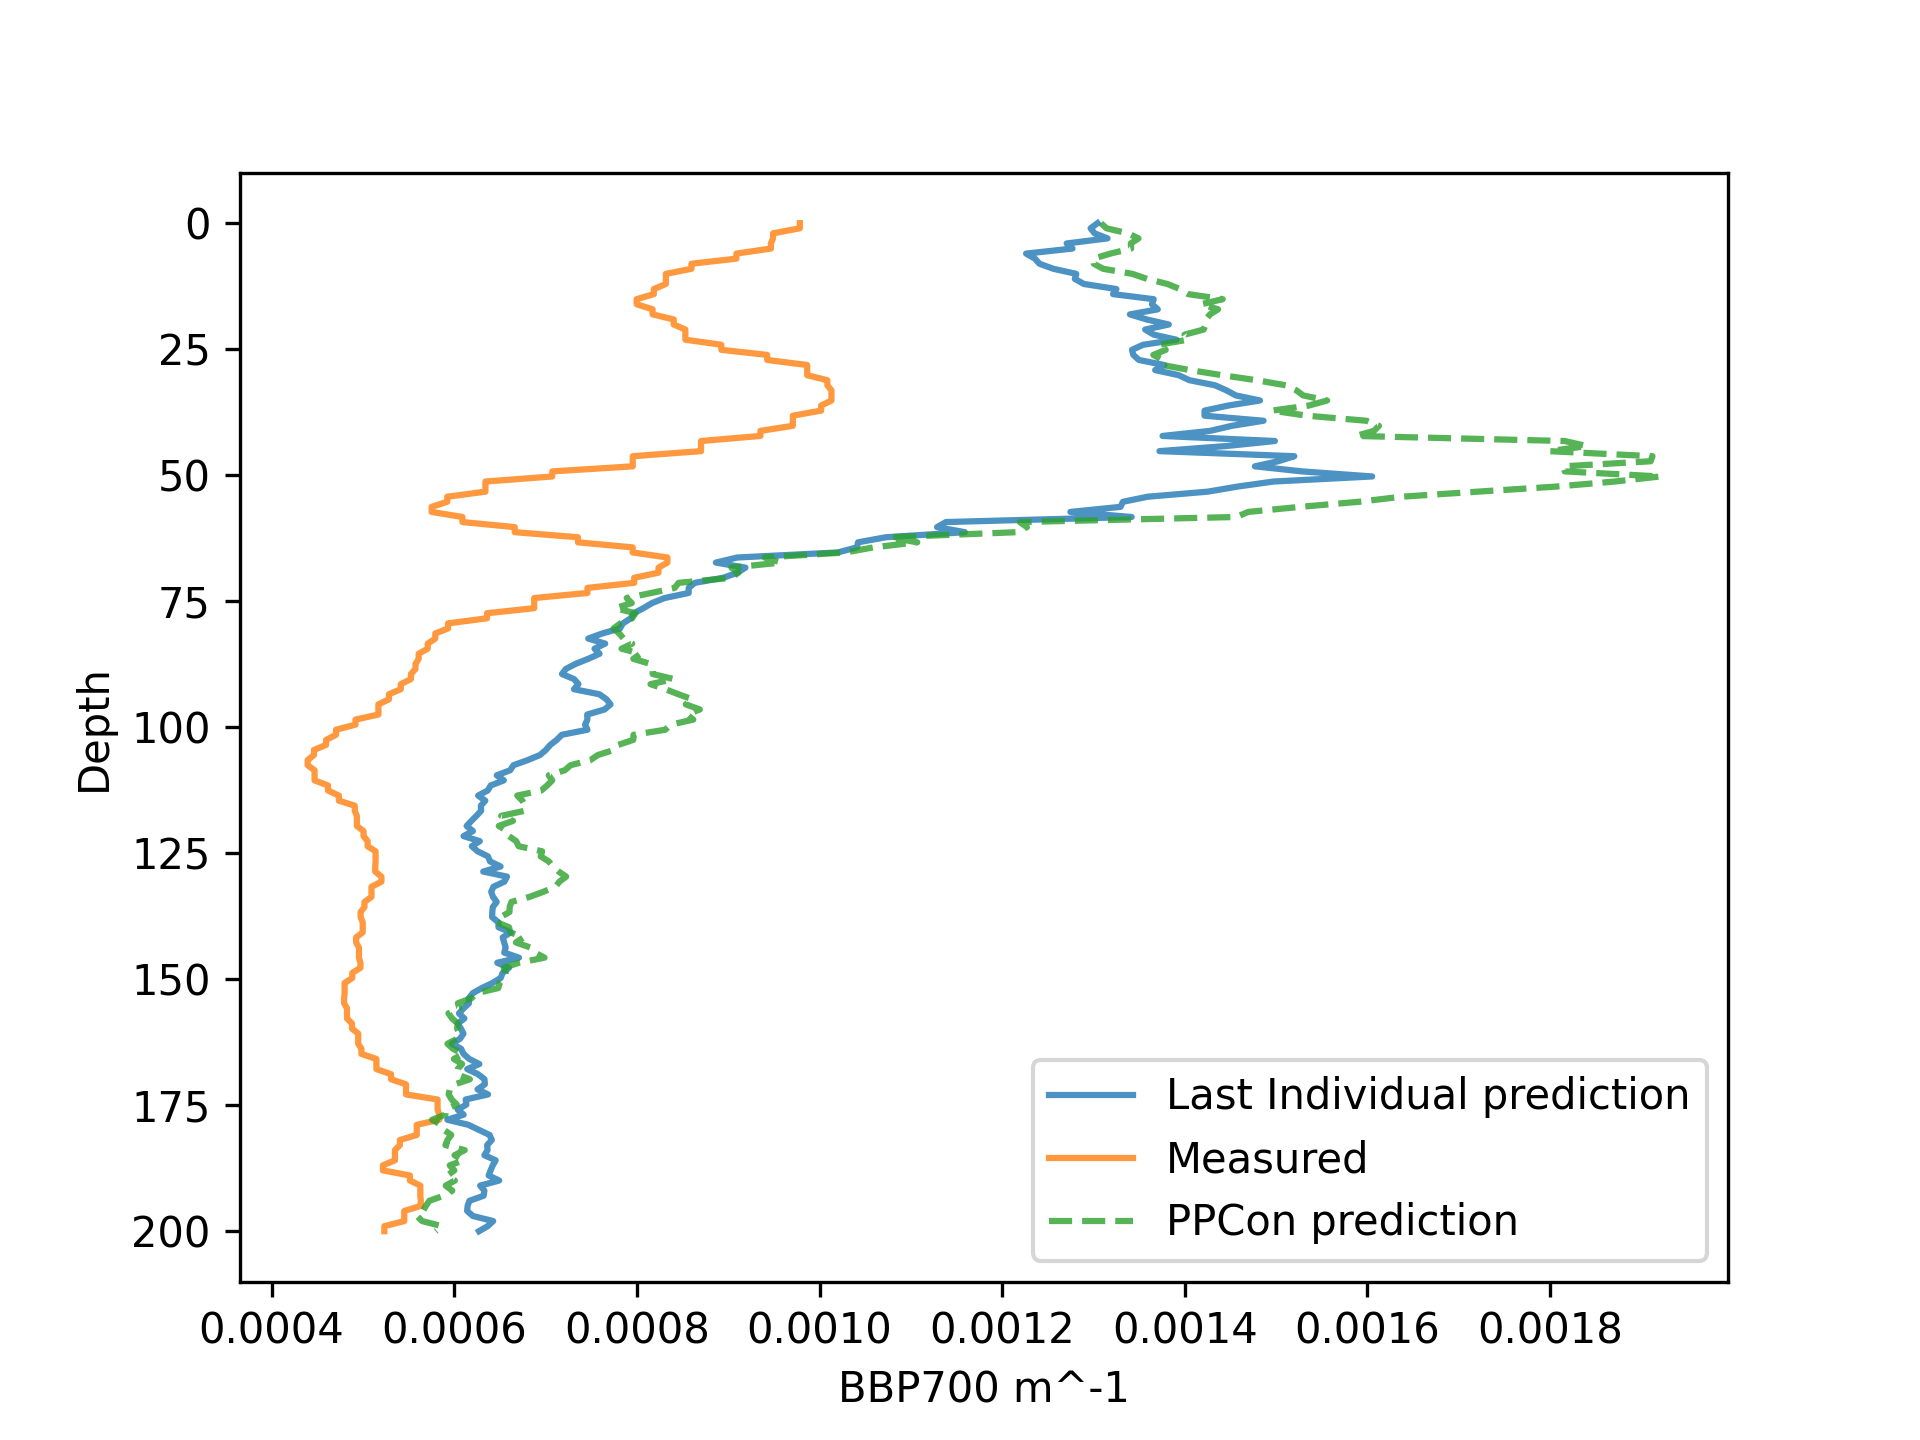 0
25
50
75
100
125
150
175
200
Depth
0.0004 0.0006 0.0008 0.0010 0.0012 0.0014 0.0016 0.0018
BBP700 m^-1
Last Individual prediction
Measured
PPCon prediction